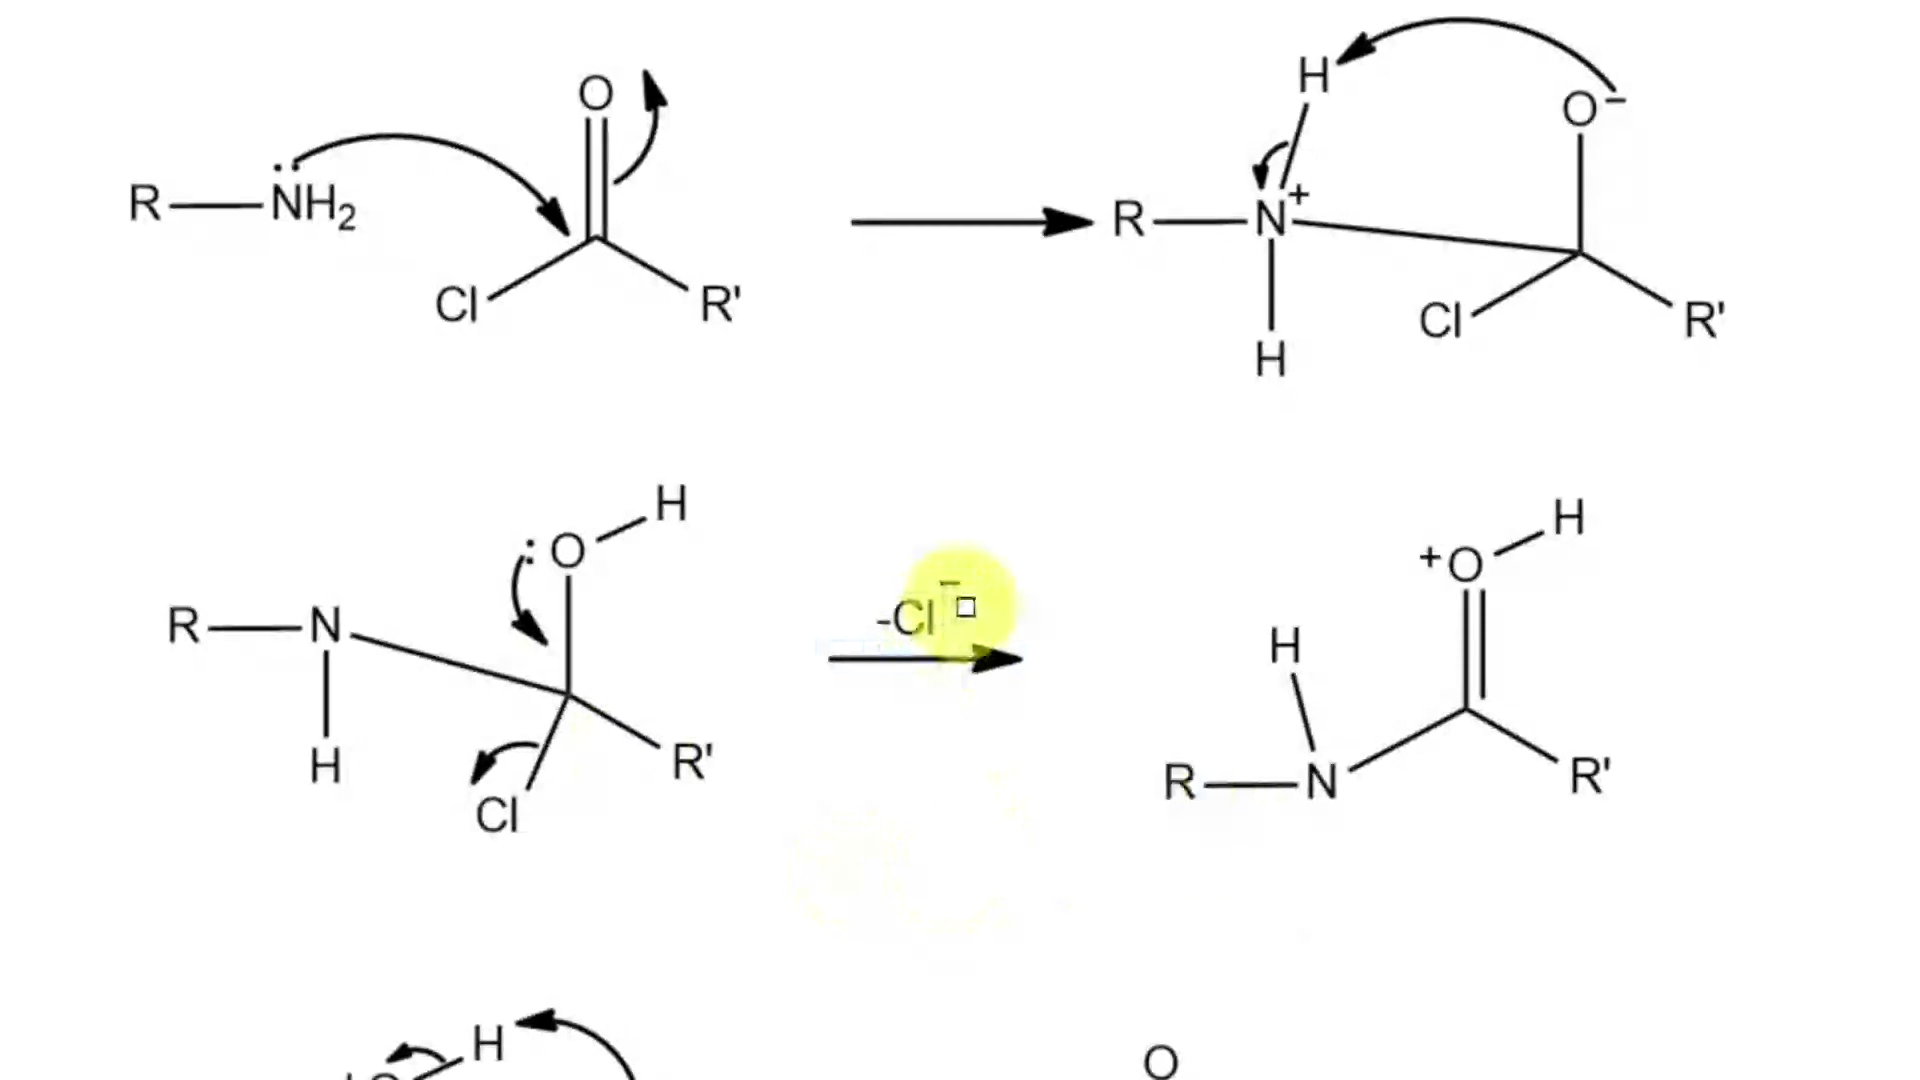 O
H
O⁻
R NH₂
R N⁺
Cl R'
Cl R'
H
O H
R N
H
R'
Cl
-Cl⁻
⁺O H
H
R N R'
H
O